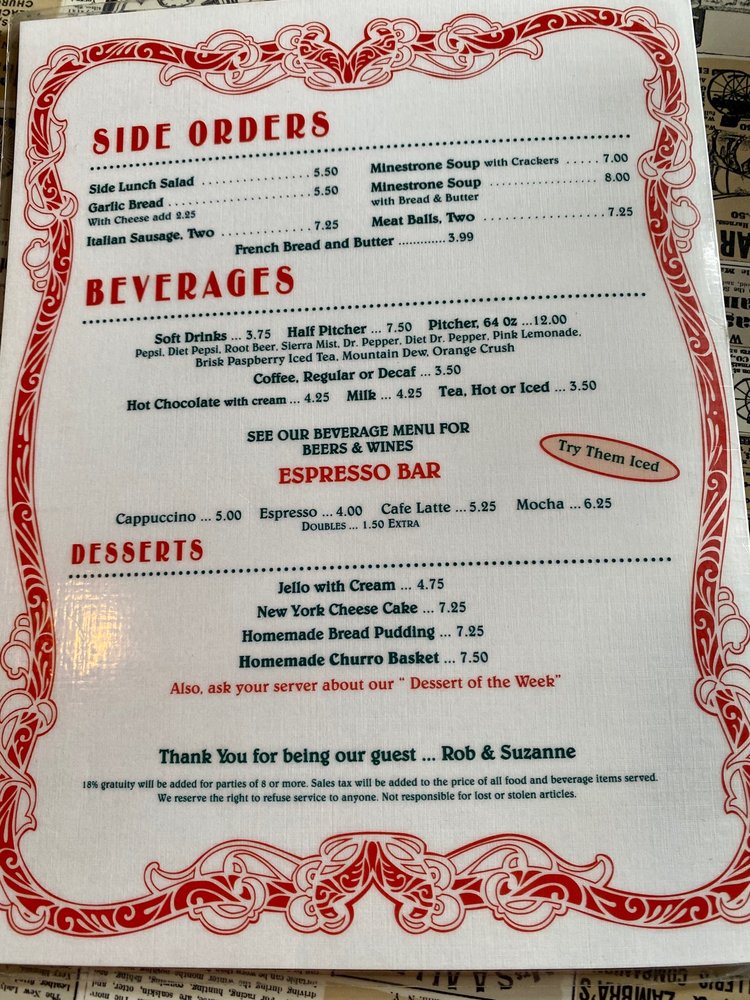 SIDE ORDERS
Side Lunch Salad .................... 5.50
Garlic Bread .......................... 5.50
With Cheese add 2.25
Italian Sausage, Two .................. 7.25
Minestrone Soup with Crackers ..... 7.00
Minestrone Soup .................... 8.00
with Bread & Butter
Meat Balls, Two ...................... 7.25
French Bread and Butter ............. 3.99
BEVERAGES
Soft Drinks ... 3.75 Half Pitcher ... 7.50 Pitcher, 64 Oz ...12.00
Pepsi, Diet Pepsi, Root Beer, Sierra Mist, Dr. Pepper, Diet Dr. Pepper, Pink Lemonade,
Brisk Paspberry Iced Tea, Mountain Dew, Orange Crush
Coffee, Regular or Decaf ... 3.50
Hot Chocolate with cream ... 4.25 Milk ... 4.25 Tea, Hot or Iced ... 3.50
SEE OUR BEVERAGE MENU FOR
BEERS & WINES
ESPRESSO BAR
Try Them Iced
Cappuccino ... 5.00 Espresso ... 4.00 Cafe Latte ... 5.25 Mocha ... 6.25
DOUBLES ... 1.50 EXTRA
DESSERTS
Jello with Cream ... 4.75
New York Cheese Cake ... 7.25
Homemade Bread Pudding ... 7.25
Homemade Churro Basket ... 7.50
Also, ask your server about our " Dessert of the Week"
Thank You for being our guest ... Rob & Suzanne
18% gratuity will be added for parties of 8 or more. Sales tax will be added to the price of all food and beverage items served.
We reserve the right to refuse service to anyone. Not responsible for lost or stolen articles.